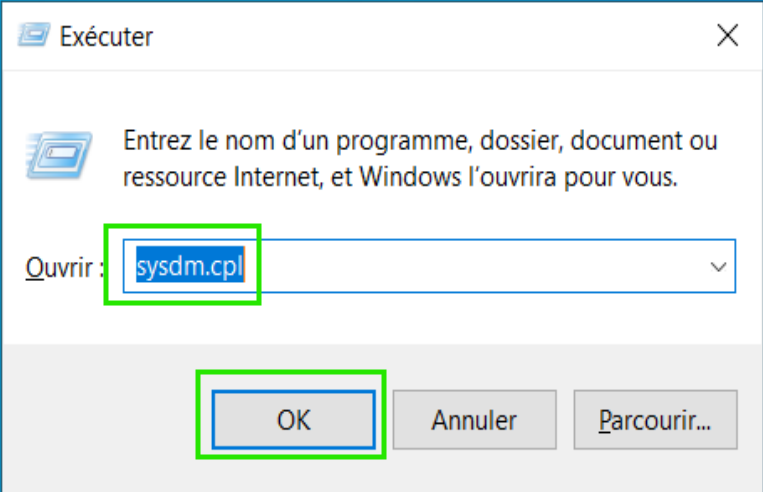 Exécuter
Entrez le nom d’un programme, dossier, document ou
ressource Internet, et Windows l’ouvrira pour vous.
Ouvrir : sysdm.cpl
OK Annuler Parcourir...